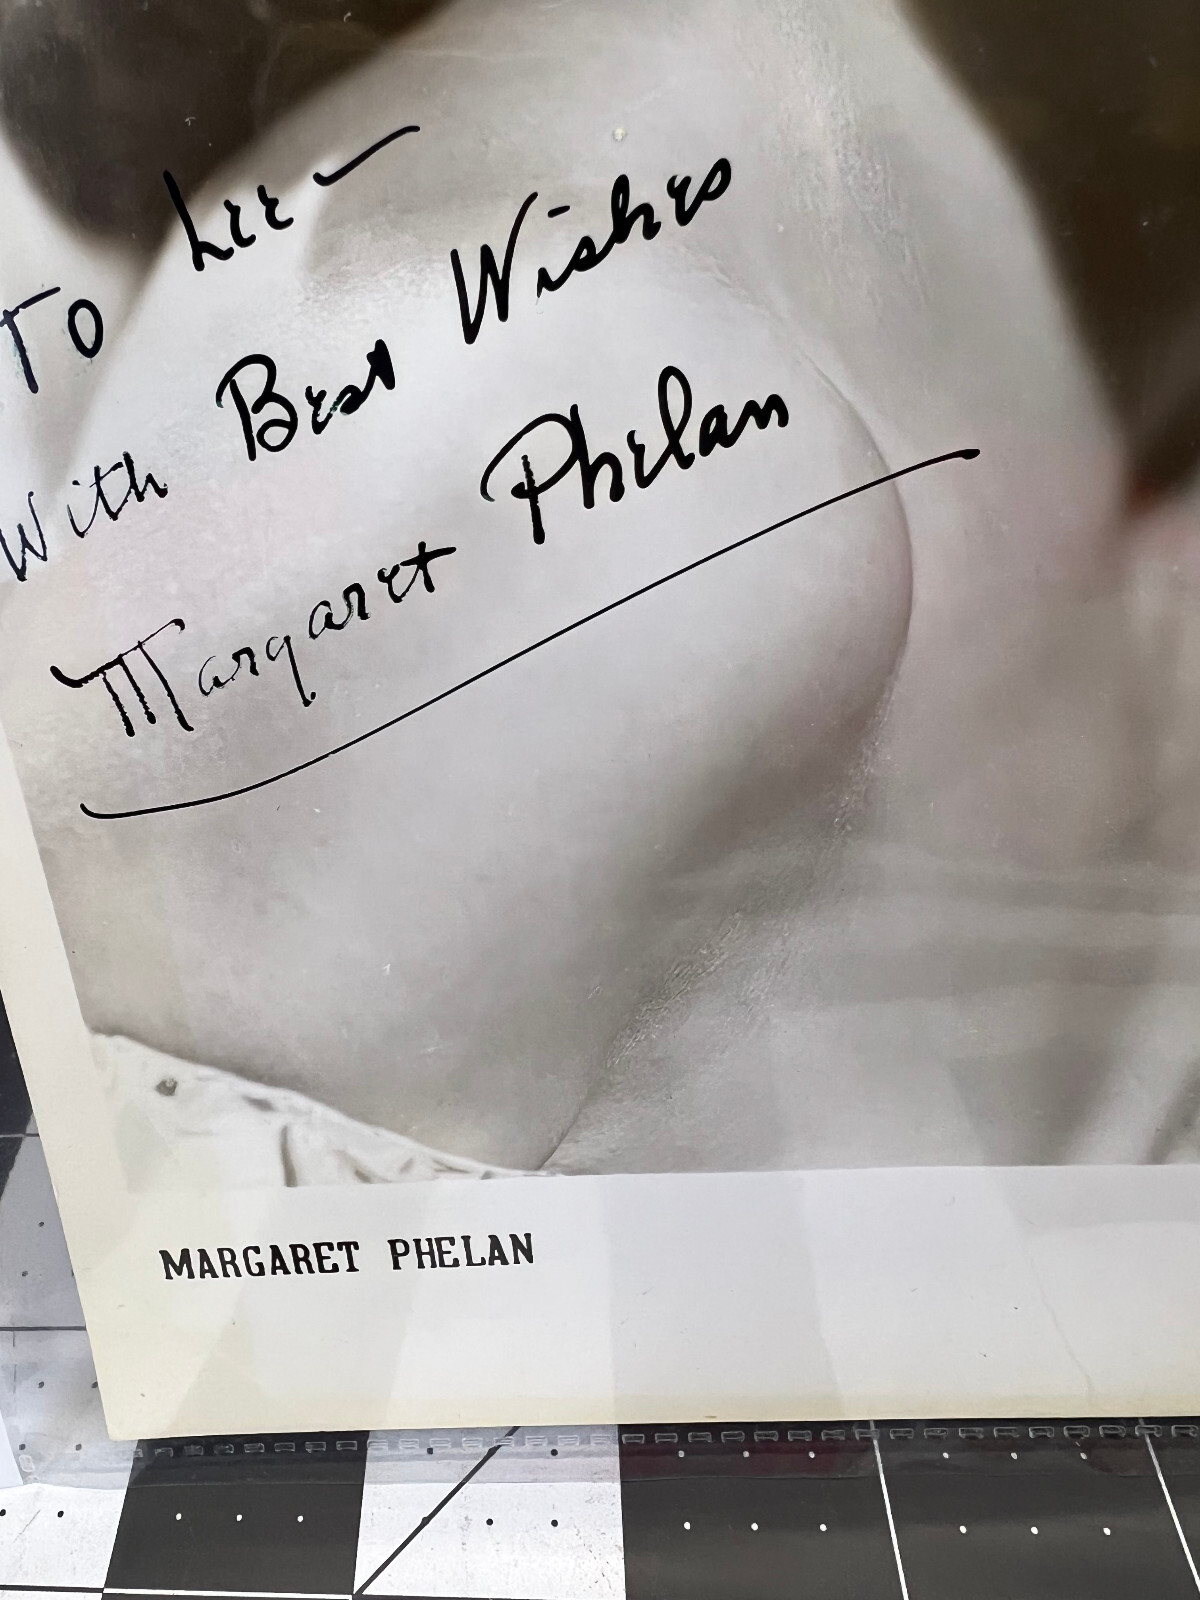 To Lee -
With Best Wishes
Margaret Phelan
MARGARET PHELAN